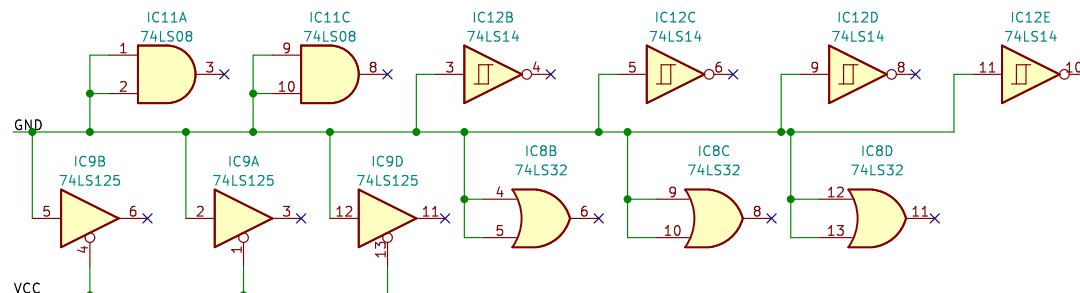 IC11A
74LS08
1
2
3
IC11C
74LS08
9
10
8
IC12B
74LS14
3
4
IC12C
74LS14
5
6
IC12D
74LS14
9
8
IC12E
74LS14
11
10
GND
IC9B
74LS125
5
6
4
IC9A
74LS125
2
3
1
IC9D
74LS125
12
11
13
IC8B
74LS32
4
5
6
IC8C
74LS32
9
10
8
IC8D
74LS32
12
13
11
VCC